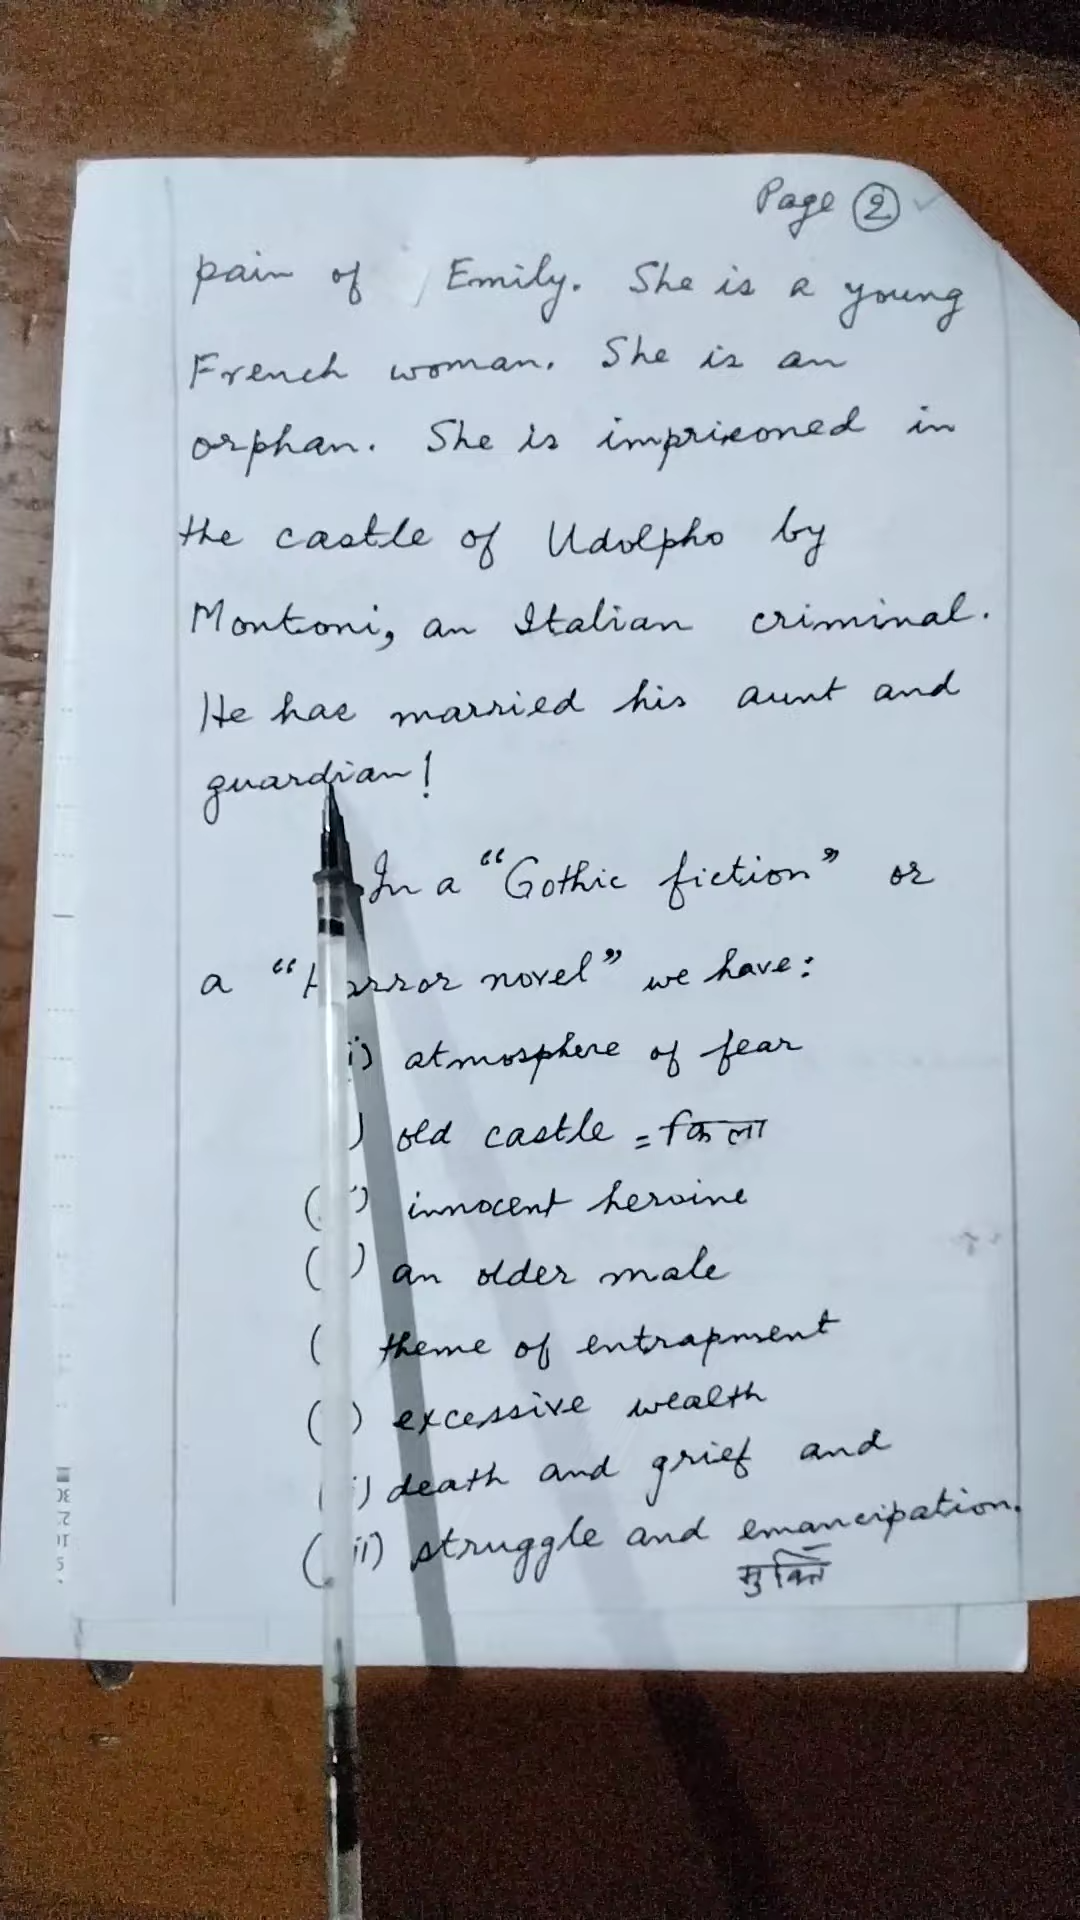 Page 2
pain of Emily. She is a young
French woman. She is an
orphan. She is imprisoned in
the castle of Udolpho by
Montoni, an Italian criminal.
He has married his aunt and
guardian!
In a "Gothic fiction" or
a "Horror novel" we have:
i) atmosphere of fear
) old castle = किला
( ) innocent heroine
( ) an older male
( theme of entrapment
( ) excessive wealth
i) death and grief and
( ii) struggle and emancipation.
मुक्ति